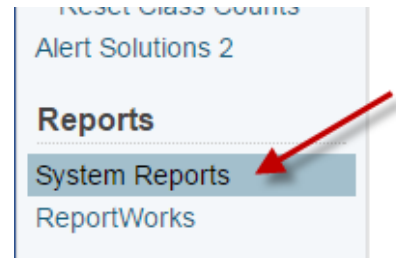 Reset Class Counts
Alert Solutions 2
Reports
System Reports
ReportWorks